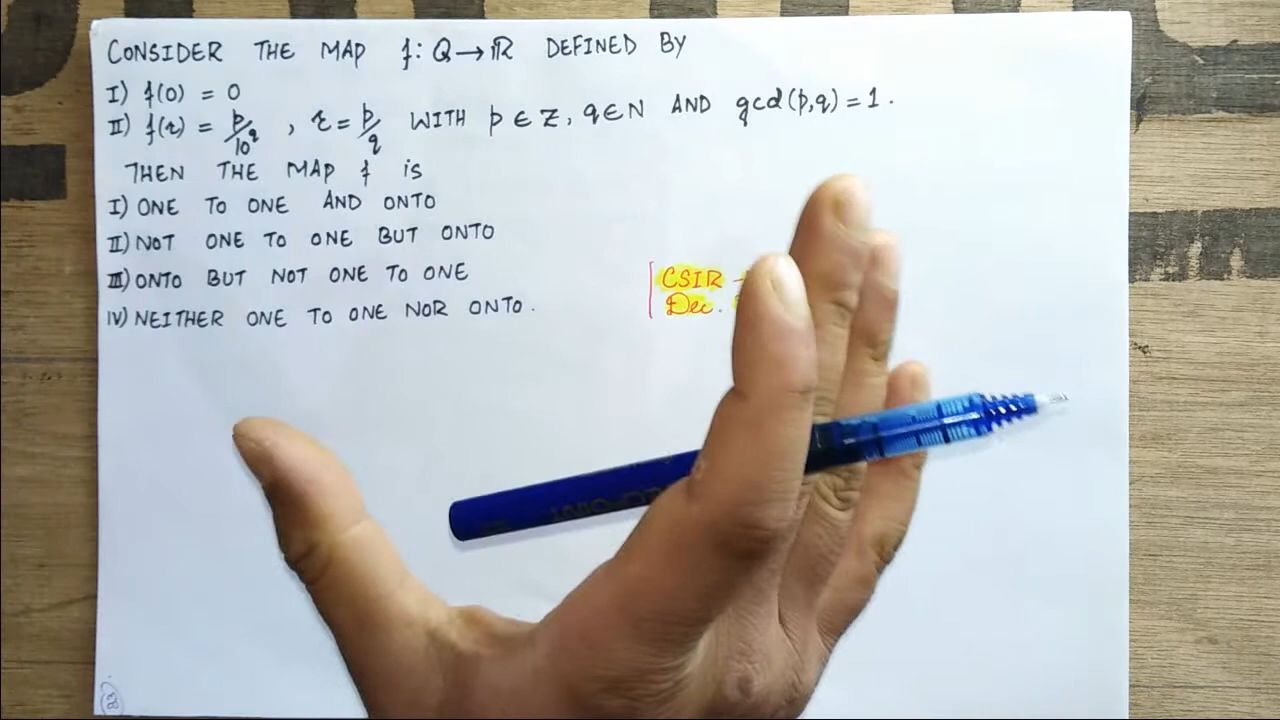 CONSIDER THE MAP f: Q→ℝ DEFINED BY
I) f(0) = 0
II) f(r) = p/10^q , r = p/q WITH p ∈ Z, q ∈ N AND gcd(p,q) = 1.
THEN THE MAP f is
I) ONE TO ONE AND ONTO
II) NOT ONE TO ONE BUT ONTO
III) ONTO BUT NOT ONE TO ONE
IV) NEITHER ONE TO ONE NOR ONTO.
CSIR
Dec.